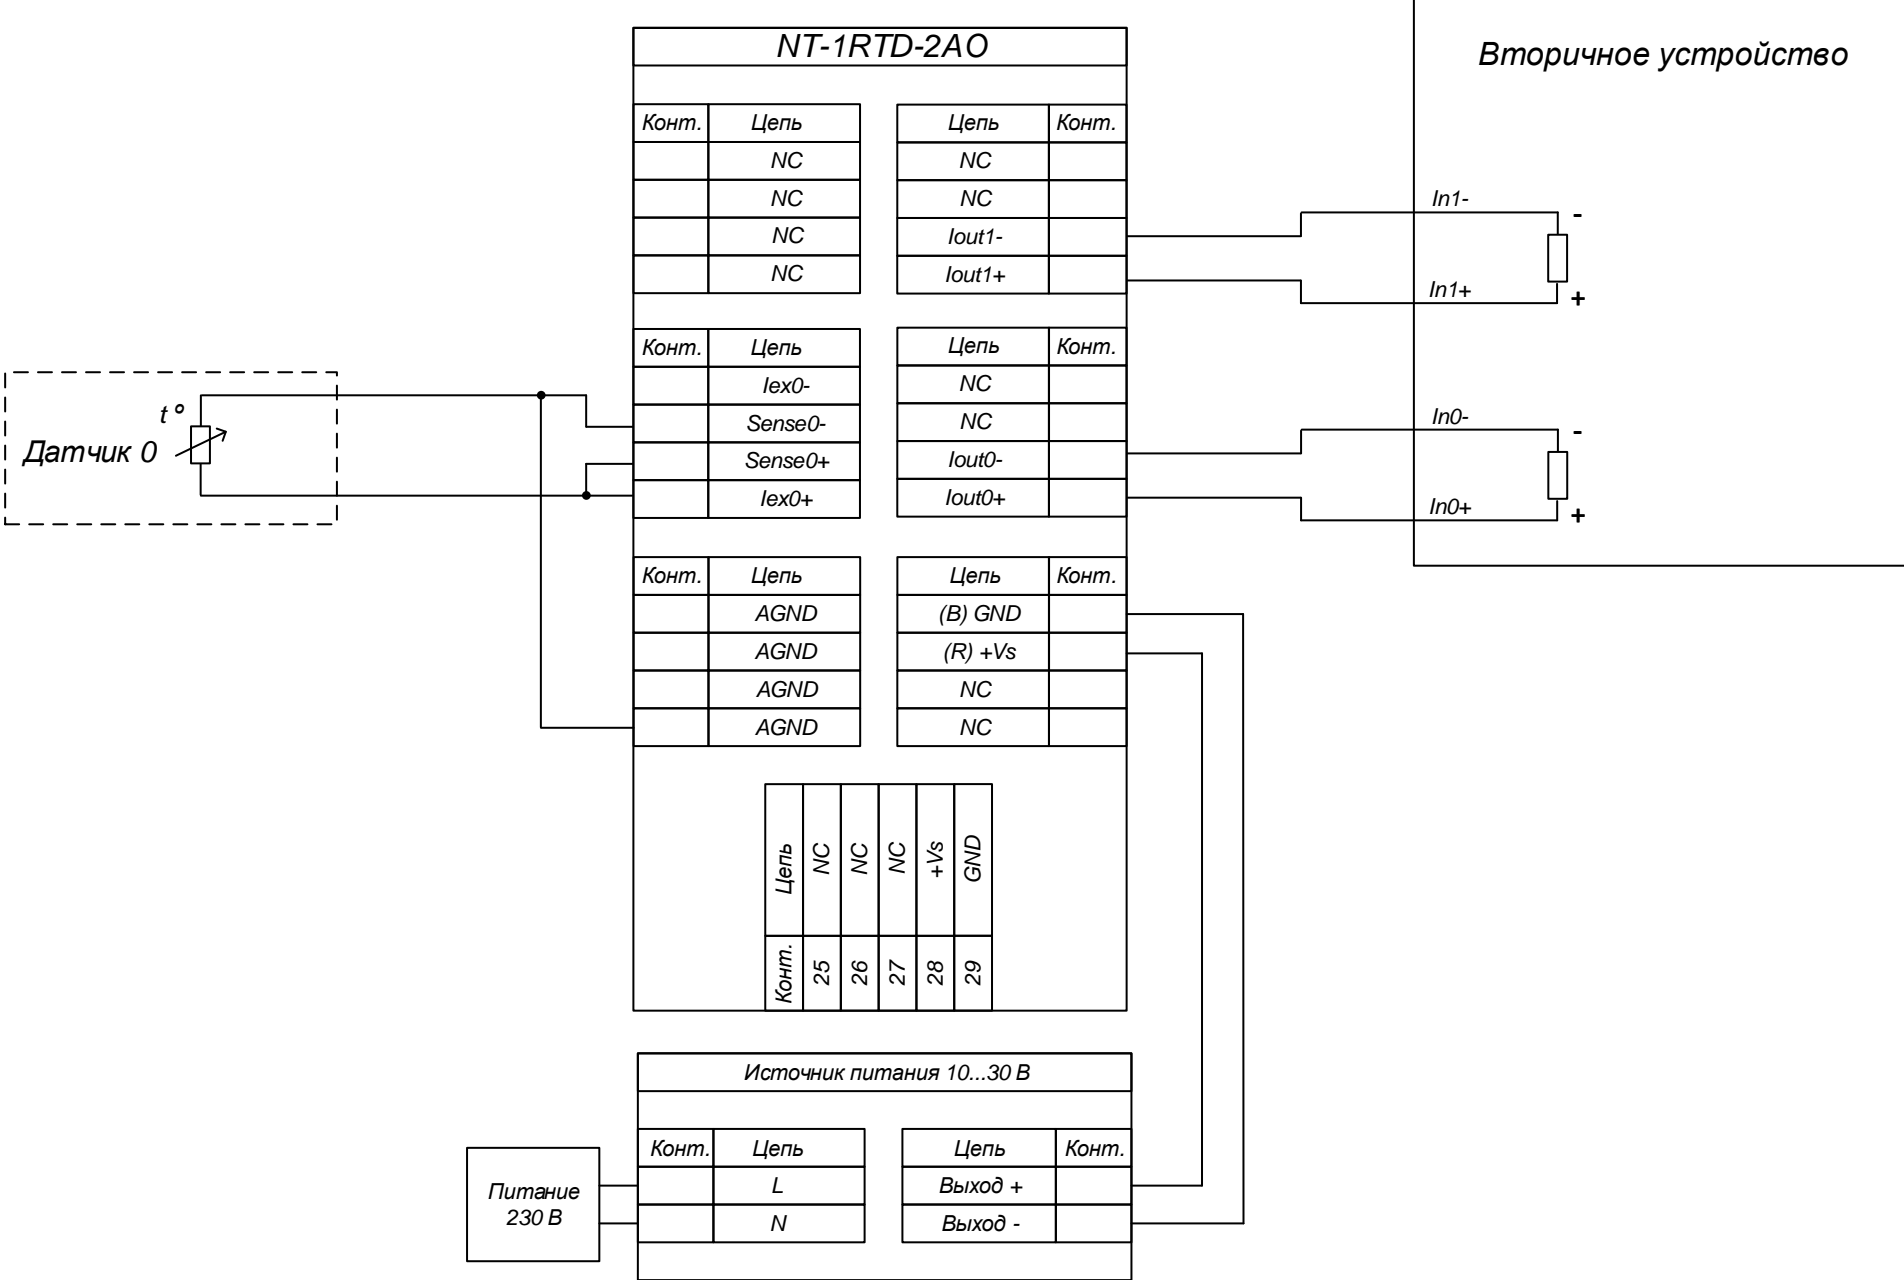 NT-1RTD-2AO
Вторичное устройство
Конт. Цепь
NC
NC
NC
NC
Цепь Конт.
NC
NC
Iout1-
Iout1+
In1-
-
In1+
+
Датчик 0
t°
Конт. Цепь
Iex0-
Sense0-
Sense0+
Iex0+
Цепь Конт.
NC
NC
Iout0-
Iout0+
In0-
-
In0+
+
Конт. Цепь
AGND
AGND
AGND
AGND
Цепь Конт.
(B) GND
(R) +Vs
NC
NC
Цепь NC NC NC +Vs GND
Конт. 25 26 27 28 29
Источник питания 10...30 В
Питание
230 В
Конт. Цепь
L
N
Цепь Конт.
Выход +
Выход -